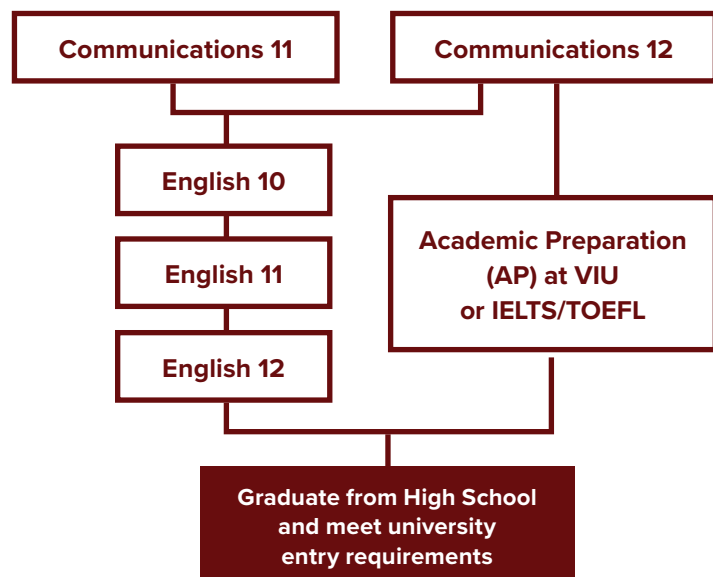 Communications 11
Communications 12
English 10
English 11
English 12
Academic Preparation
(AP) at VIU
or IELTS/TOEFL
Graduate from High School
and meet university
entry requirements